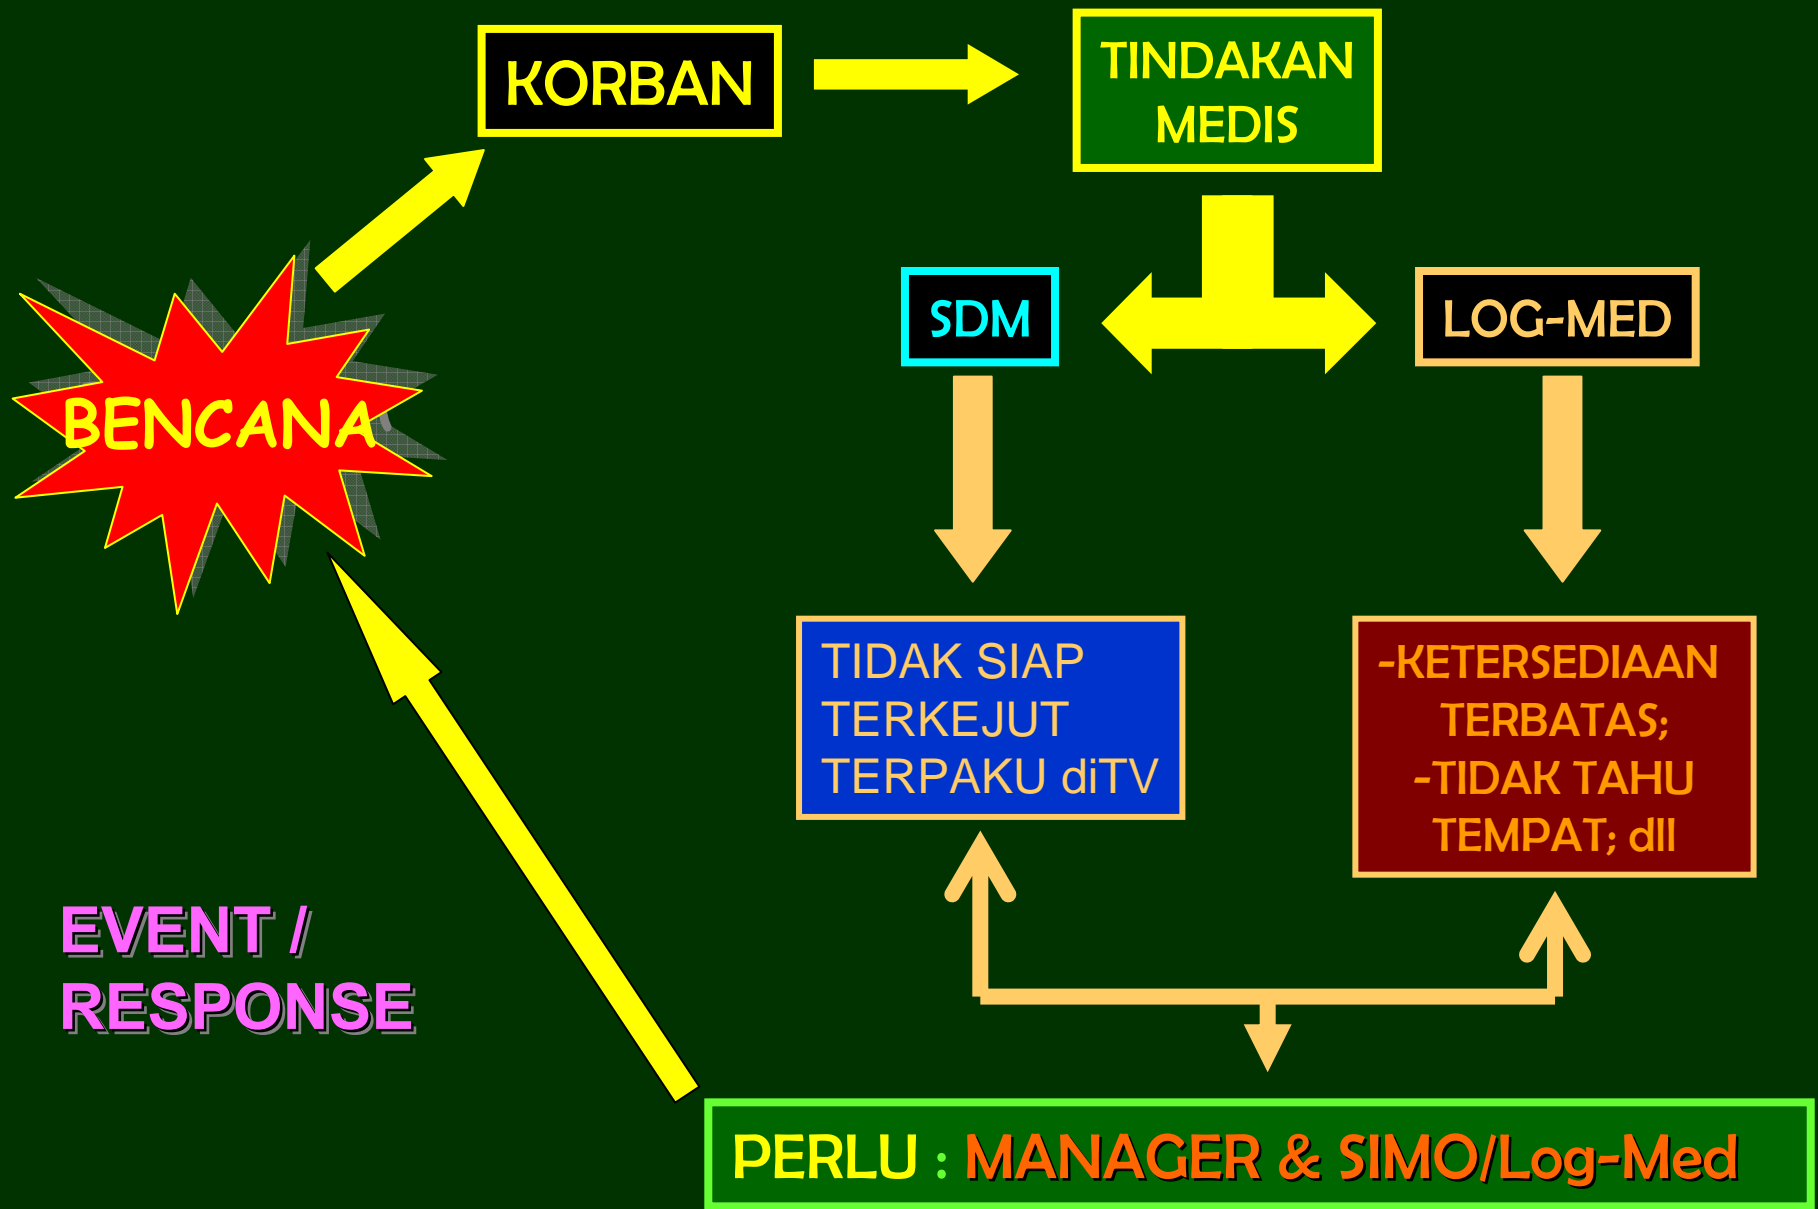 KORBAN
TINDAKAN
MEDIS
SDM
LOG-MED
BENCANA
TIDAK SIAP
TERKEJUT
TERPAKU diTV
-KETERSEDIAAN
TERBATAS;
-TIDAK TAHU
TEMPAT; dll
EVENT /
RESPONSE
PERLU : MANAGER & SIMO/Log-Med